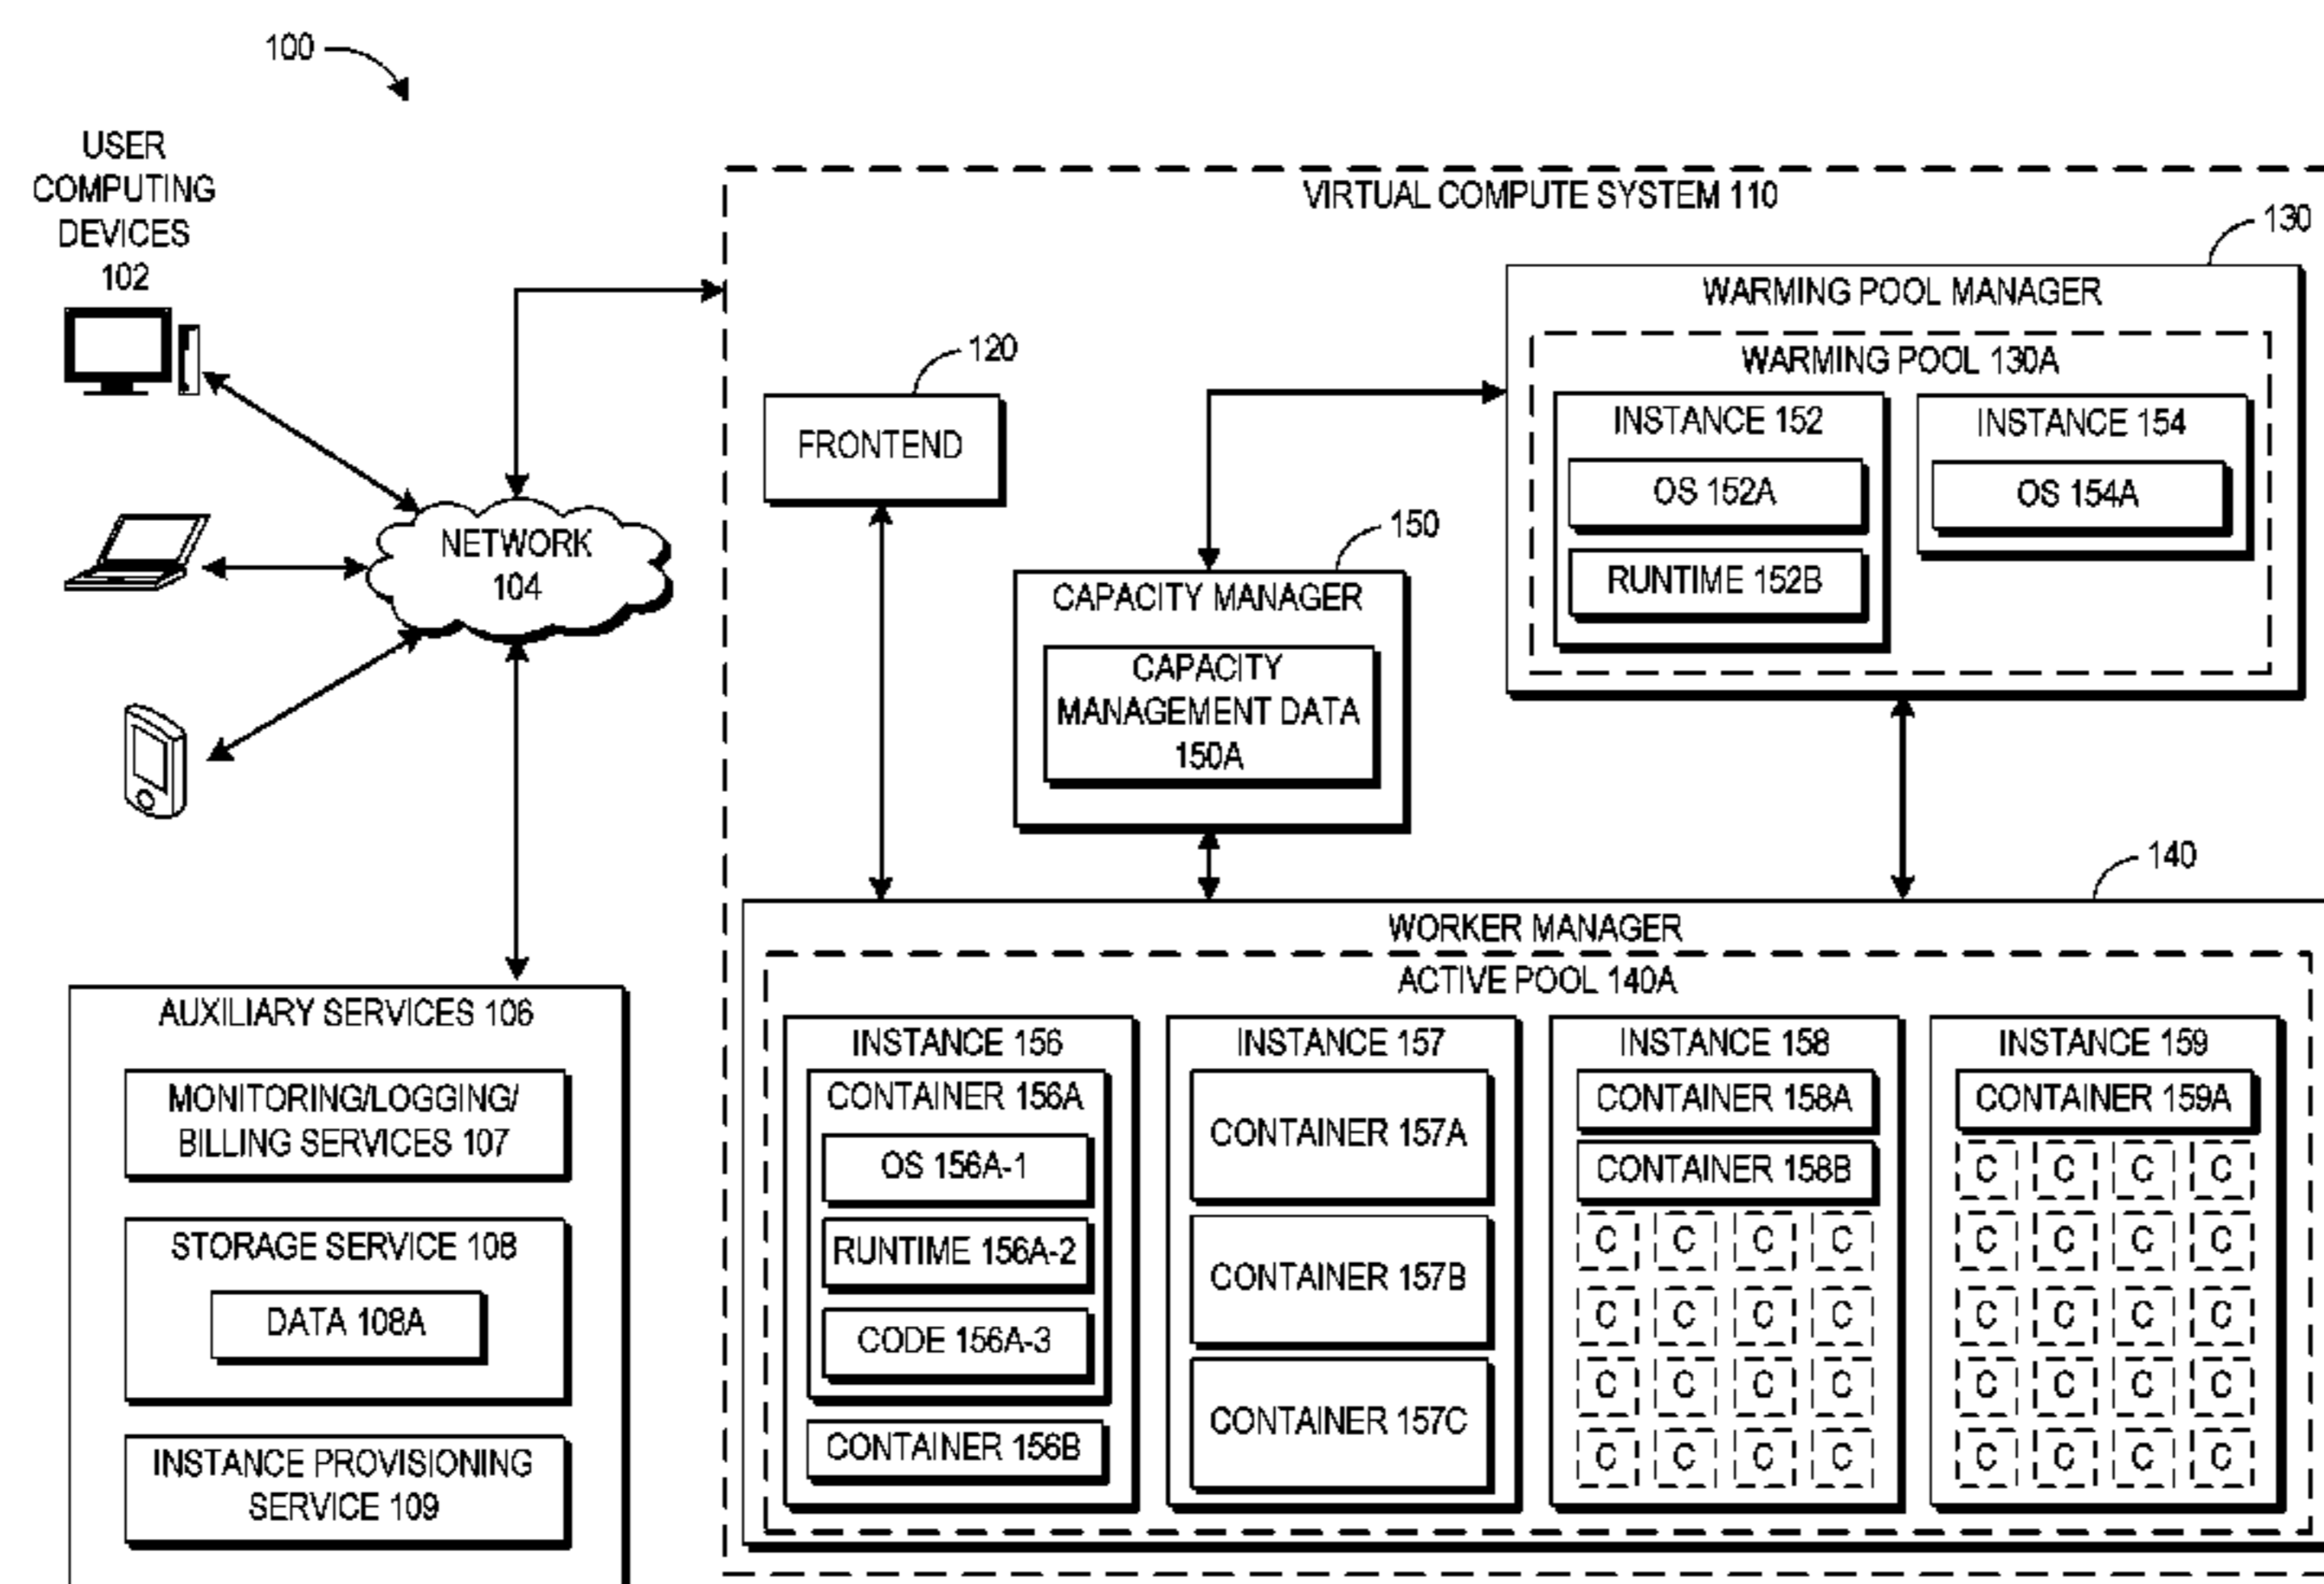 100
USER
COMPUTING
DEVICES
102
NETWORK
104
AUXILIARY SERVICES 106
MONITORING/LOGGING/
BILLING SERVICES 107
STORAGE SERVICE 108
DATA 108A
INSTANCE PROVISIONING
SERVICE 109
VIRTUAL COMPUTE SYSTEM 110
120
FRONTEND
150
CAPACITY MANAGER
CAPACITY
MANAGEMENT DATA
150A
130
WARMING POOL MANAGER
WARMING POOL 130A
INSTANCE 152
OS 152A
RUNTIME 152B
INSTANCE 154
OS 154A
140
WORKER MANAGER
ACTIVE POOL 140A
INSTANCE 156
CONTAINER 156A
OS 156A-1
RUNTIME 156A-2
CODE 156A-3
CONTAINER 156B
INSTANCE 157
CONTAINER 157A
CONTAINER 157B
CONTAINER 157C
INSTANCE 158
CONTAINER 158A
CONTAINER 158B
C C C C
C C C C
C C C C
C C C C
INSTANCE 159
CONTAINER 159A
C C C C
C C C C
C C C C
C C C C
C C C C